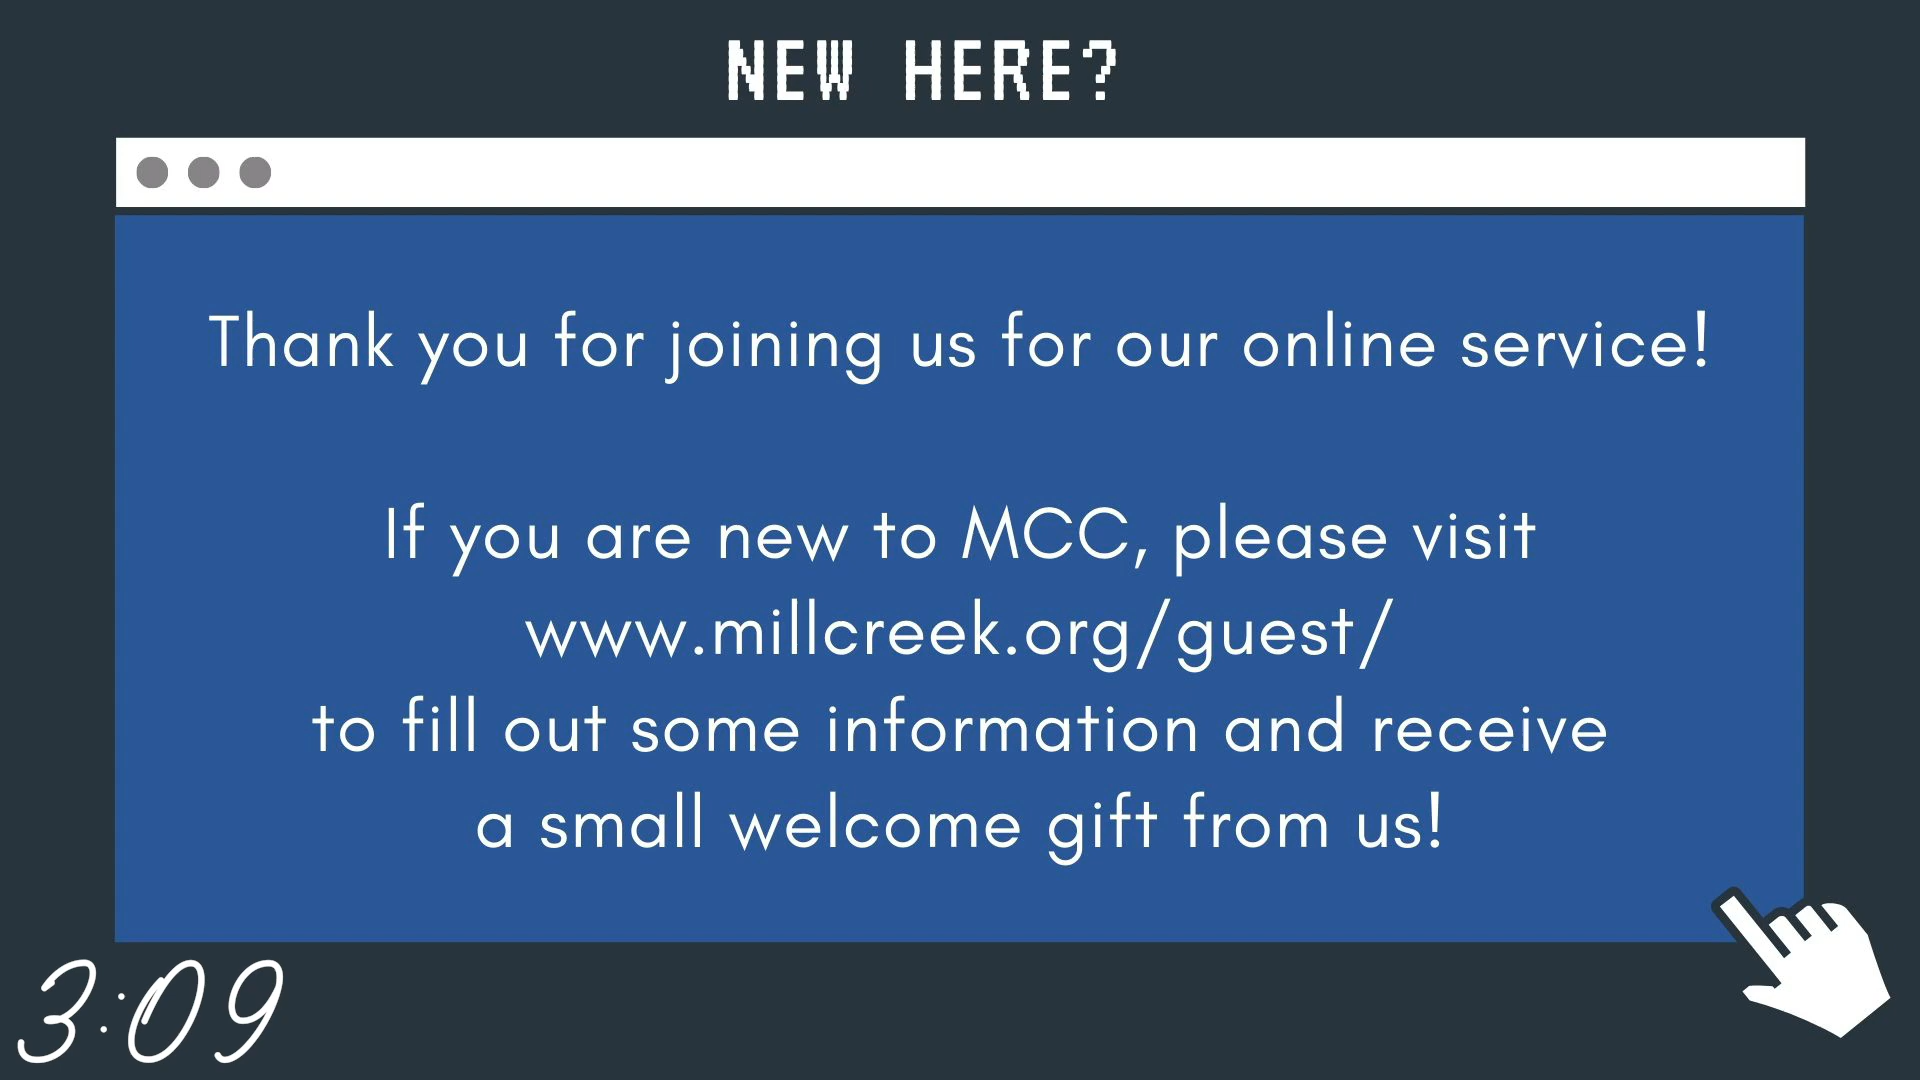 NEW HERE?
Thank you for joining us for our online service!
If you are new to MCC, please visit
www.millcreek.org/guest/
to fill out some information and receive
a small welcome gift from us!
3:09